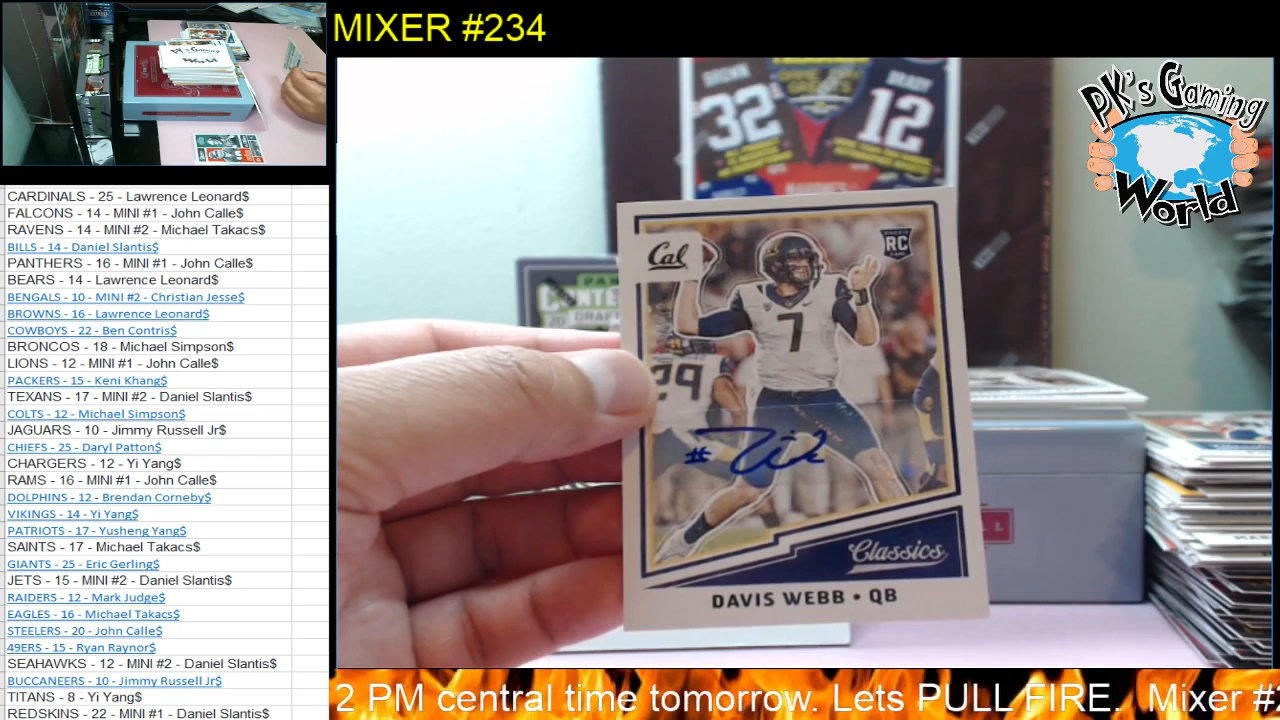 MIXER #234
PK's Gaming
World
CARDINALS - 25 - Lawrence Leonard$
FALCONS - 14 - MINI #1 - John Calle$
RAVENS - 14 - MINI #2 - Michael Takacs$
BILLS - 14 - Daniel Slantis$
PANTHERS - 16 - MINI #1 - John Calle$
BEARS - 14 - Lawrence Leonard$
BENGALS - 10 - MINI #2 - Christian Jesse$
BROWNS - 16 - Lawrence Leonard$
COWBOYS - 22 - Ben Contris$
BRONCOS - 18 - Michael Simpson$
LIONS - 12 - MINI #1 - John Calle$
PACKERS - 15 - Keni Khang$
TEXANS - 17 - MINI #2 - Daniel Slantis$
COLTS - 12 - Michael Simpson$
JAGUARS - 10 - Jimmy Russell Jr$
CHIEFS - 25 - Daryl Patton$
CHARGERS - 12 - Yi Yang$
RAMS - 16 - MINI #1 - John Calle$
DOLPHINS - 12 - Brendan Corneby$
VIKINGS - 14 - Yi Yang$
PATRIOTS - 17 - Yusheng Yang$
SAINTS - 17 - Michael Takacs$
GIANTS - 25 - Eric Gerling$
JETS - 15 - MINI #2 - Daniel Slantis$
RAIDERS - 12 - Mark Judge$
EAGLES - 16 - Michael Takacs$
STEELERS - 20 - John Calle$
49ERS - 15 - Ryan Raynor$
SEAHAWKS - 12 - MINI #2 - Daniel Slantis$
BUCCANEERS - 10 - Jimmy Russell Jr$
TITANS - 8 - Yi Yang$
REDSKINS - 22 - MINI #1 - Daniel Slantis$
BROWN
32
BRADY
12
Cal
RC
7
29
Classics
DAVIS WEBB • QB
2 PM central time tomorrow. Lets PULL FIRE. Mixer #2